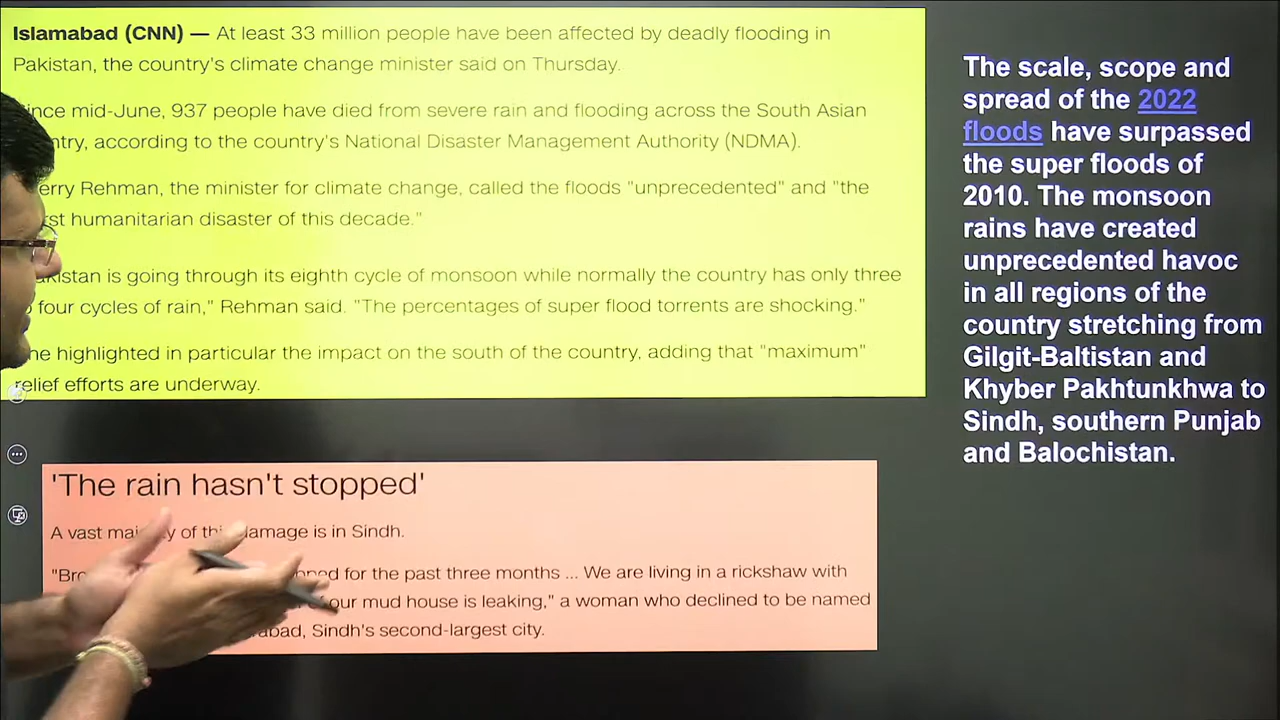 Islamabad (CNN) — At least 33 million people have been affected by deadly flooding in
Pakistan, the country's climate change minister said on Thursday.
ince mid-June, 937 people have died from severe rain and flooding across the South Asian
ntry, according to the country's National Disaster Management Authority (NDMA).
erry Rehman, the minister for climate change, called the floods "unprecedented" and "the
rst humanitarian disaster of this decade."
akistan is going through its eighth cycle of monsoon while normally the country has only three
four cycles of rain," Rehman said. "The percentages of super flood torrents are shocking."
he highlighted in particular the impact on the south of the country, adding that "maximum"
relief efforts are underway.
'The rain hasn't stopped'
A vast of damage is in Sindh.
for the past three months ... We are living in a rickshaw with
our mud house is leaking," a woman who declined to be named
abad, Sindh's second-largest city.
The scale, scope and
spread of the 2022
floods have surpassed
the super floods of
2010. The monsoon
rains have created
unprecedented havoc
in all regions of the
country stretching from
Gilgit-Baltistan and
Khyber Pakhtunkhwa to
Sindh, southern Punjab
and Balochistan.